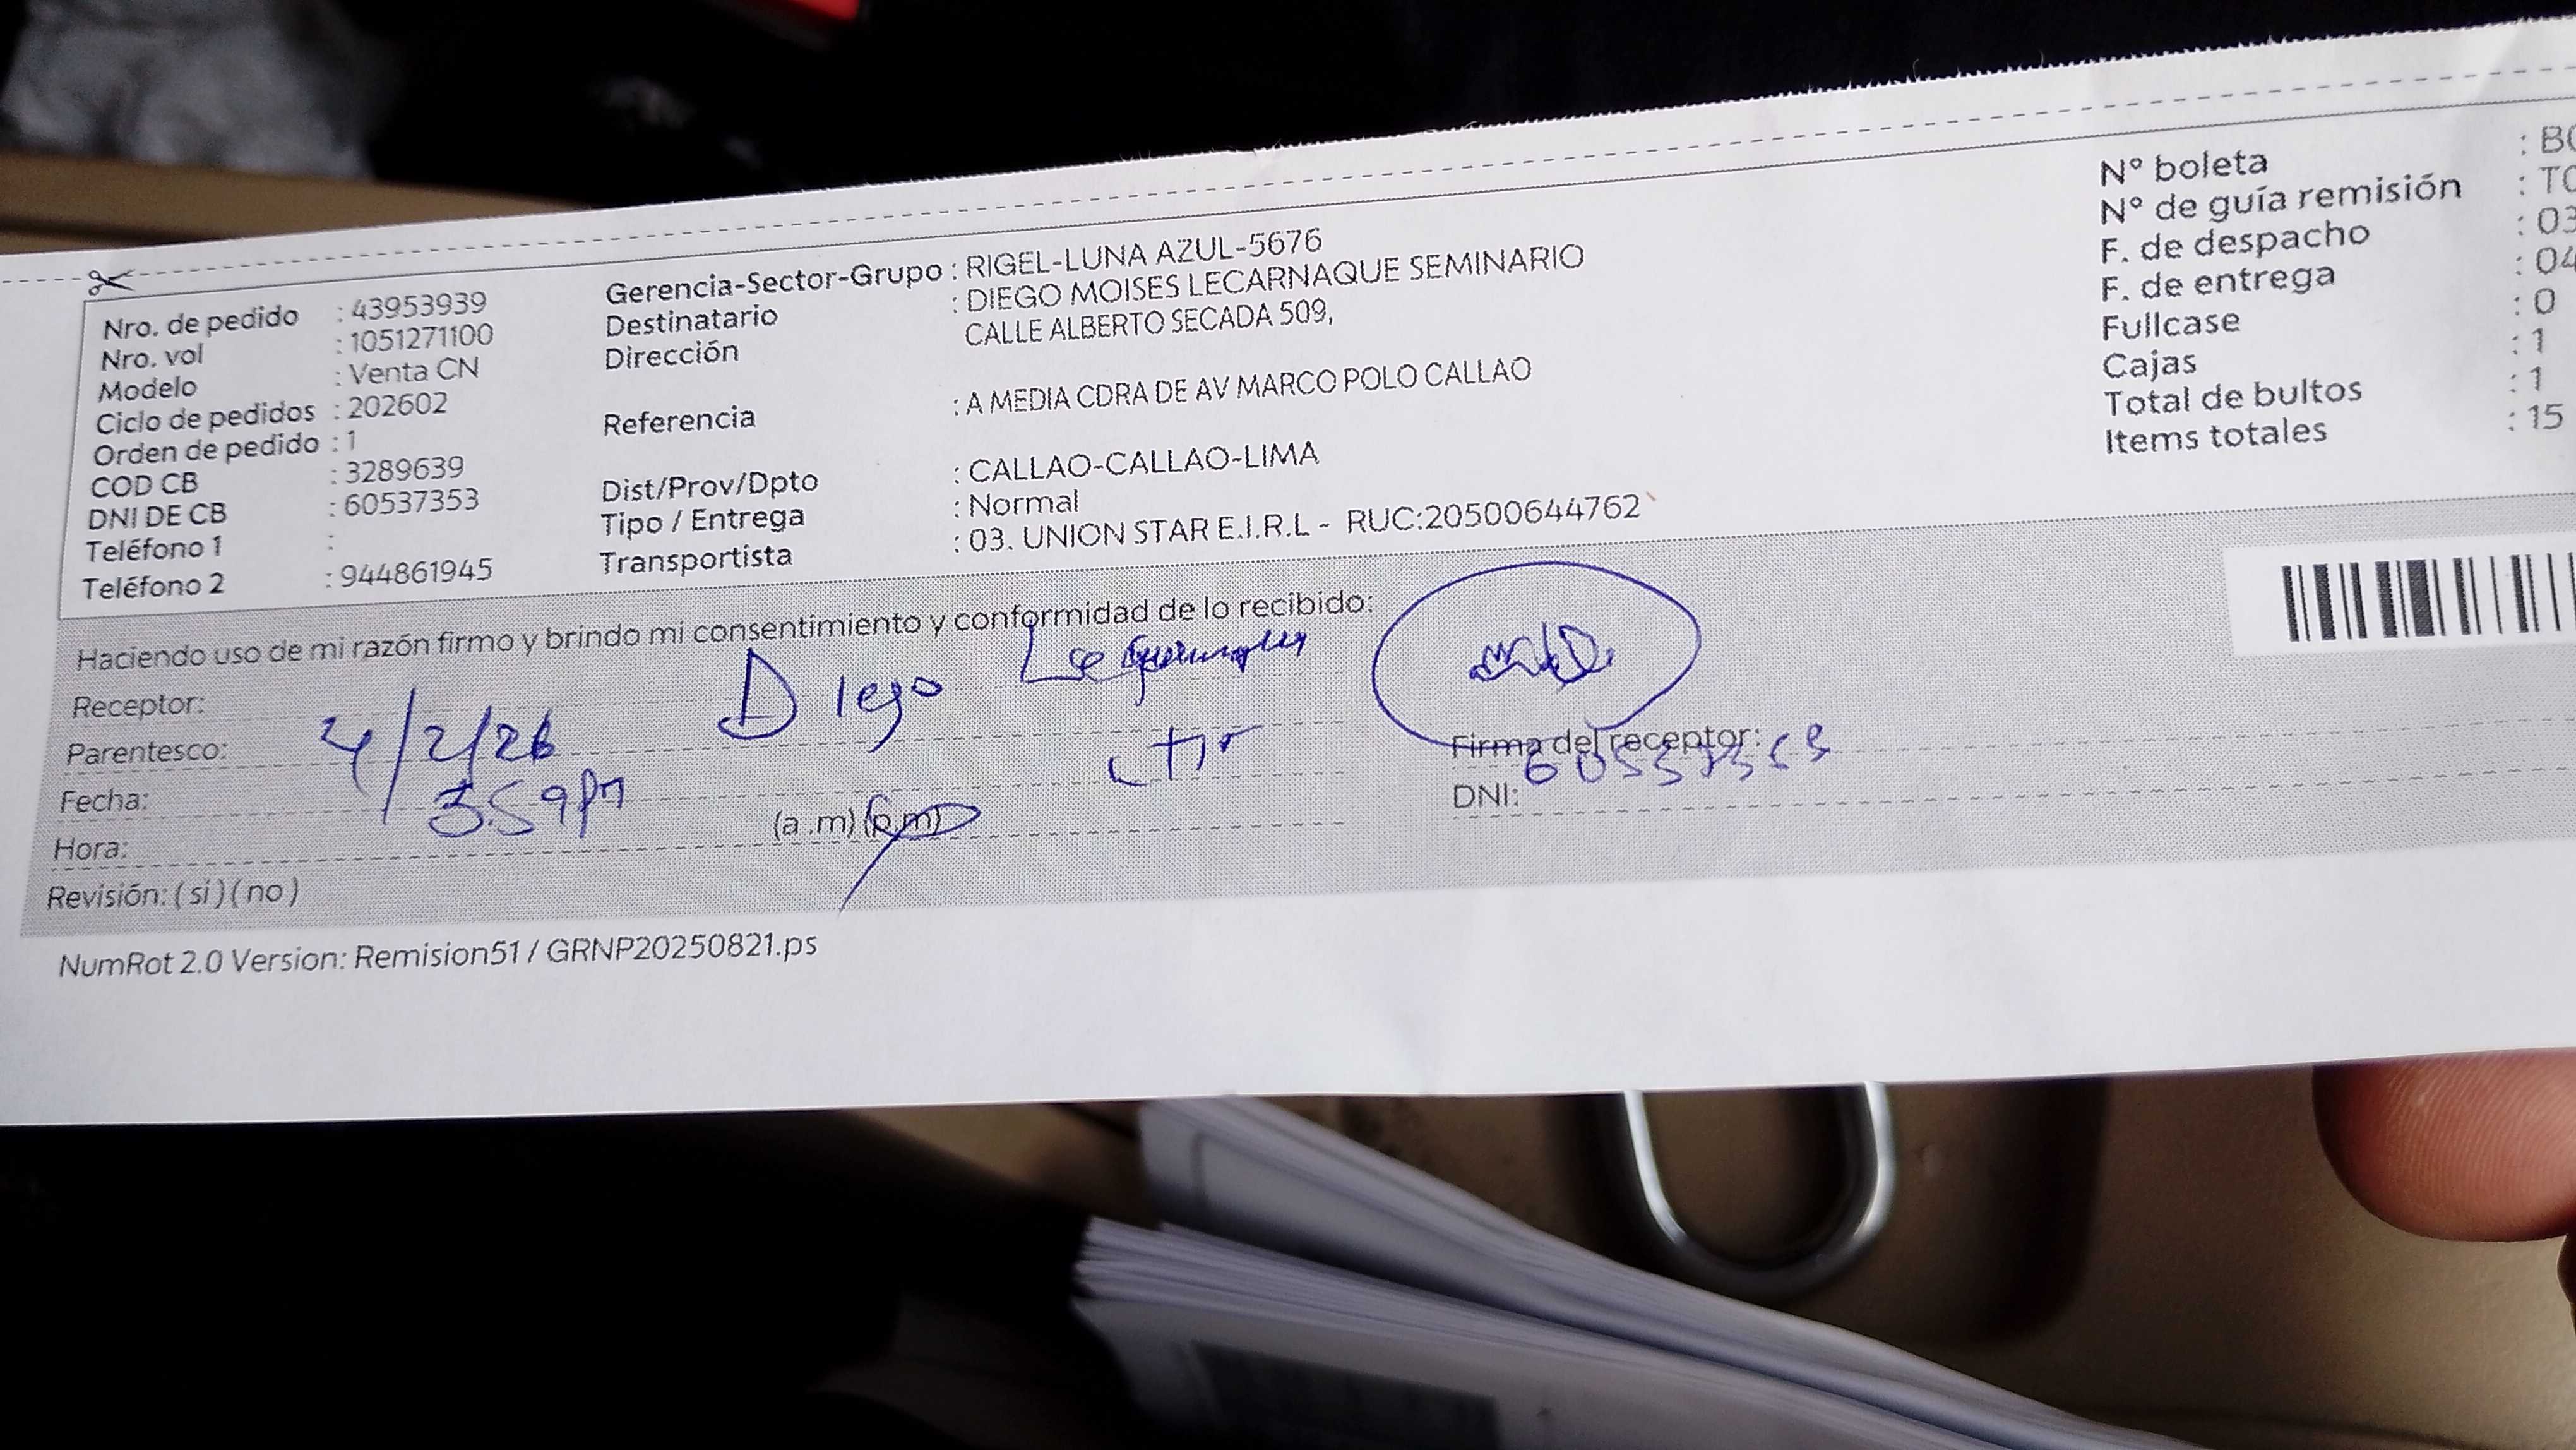 Nro. de pedido : 43953939
Nro. vol : 1051271100
Modelo : Venta CN
Ciclo de pedidos : 202602
Orden de pedido : 1
COD CB : 3289639
DNI DE CB : 60537353
Teléfono 1 :
Teléfono 2 : 944861945
Gerencia-Sector-Grupo : RIGEL-LUNA AZUL-5676
Destinatario : DIEGO MOISES LECARNAQUE SEMINARIO
Dirección CALLE ALBERTO SECADA 509,
Referencia : A MEDIA CDRA DE AV MARCO POLO CALLAO
Dist/Prov/Dpto : CALLAO-CALLAO-LIMA
Tipo / Entrega : Normal
Transportista : 03. UNION STAR E.I.R.L - RUC:20500644762
N° boleta : B
N° de guía remisión : T
F. de despacho : 03
F. de entrega : 04
Fullcase : 0
Cajas : 1
Total de bultos : 1
Items totales : 15
Haciendo uso de mi razón firmo y brindo mi consentimiento y conformidad de lo recibido:
Receptor: Diego
Parentesco:
Fecha: 4/2/26
Hora: 3:59pm (a.m) (p.m)
Revisión: ( si ) ( no )
Firma del receptor:
DNI:
NumRot 2.0 Version: Remision51 / GRNP20250821.ps